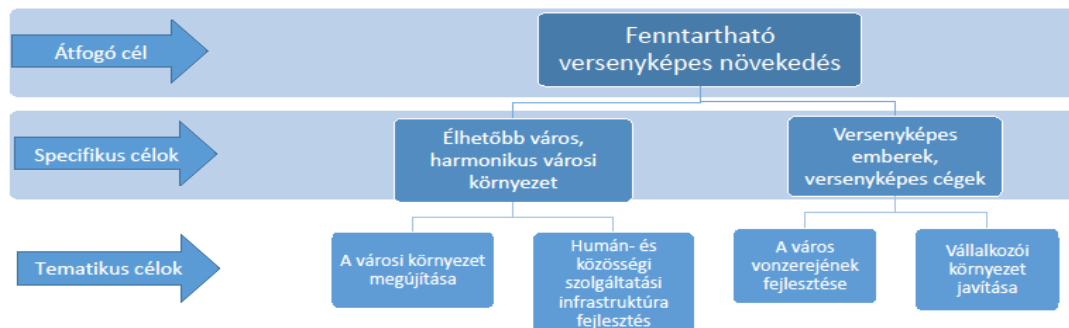 Átfogó cél
Fenntartható
versenyképes növekedés
Specifikus célok
Élhetőbb város,
harmonikus városi
környezet
Versenyképes
emberek,
versenyképes cégek
Tematikus célok
A városi környezet
megújítása
Humán- és
közösségi
szolgáltatási
infrastruktúra
fejlesztés
A város
vonzerejének
fejlesztése
Vállalkozói
környezet
javítása